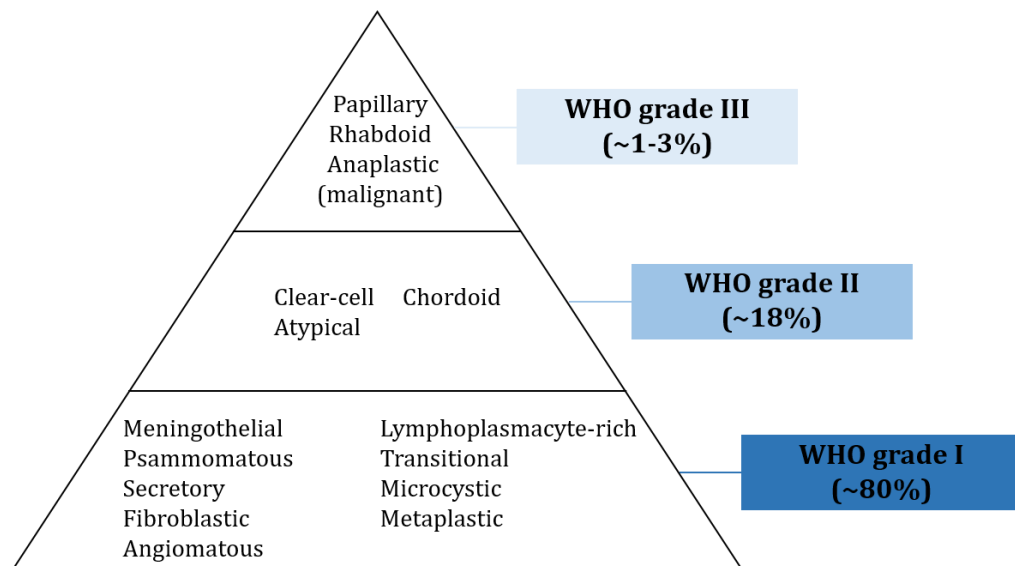 Papillary
Rhabdoid
Anaplastic
(malignant)
WHO grade III
(~1-3%)
Clear-cell Chordoid
Atypical
WHO grade II
(~18%)
Meningothelial Lymphoplasmacyte-rich
Psammomatous Transitional
Secretory Microcystic
Fibroblastic Metaplastic
Angiomatous
WHO grade I
(~80%)